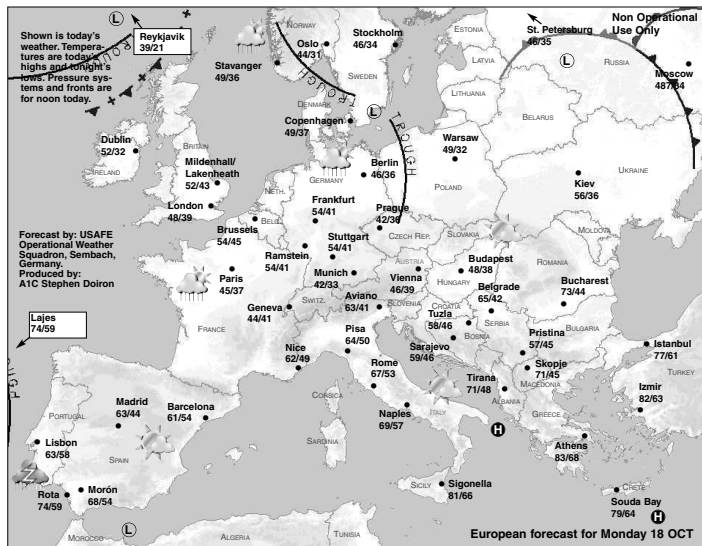 Non Operational
Use Only
L
Reykjavik
39/21
TROUGH
Shown is today's
weather. Tempera-
tures are today's
highs and tonight's
lows. Pressure sys-
tems and fronts are
for noon today.
NORWAY
Oslo
44/31
Stockholm
46/34
Stavanger
49/36
SWEDEN
TROUGH
ESTONIA
St. Petersburg
46/35
LATVIA
L
RUSSIA
Moscow
487/34
LITHUANIA
DENMARK
Copenhagen
49/37
L
TROUGH
BELARUS
Dublin
52/32
BRITAIN
IRELAND
Mildenhall/
Lakenheath
52/43
London
48/39
NETH.
GERMANY
Berlin
46/36
Warsaw
49/32
POLAND
UKRAINE
Kiev
56/36
BELG.
Brussels
54/45
Frankfurt
54/41
Prague
42/36
CZECH REP.
SLOVAKIA
Forecast by: USAFE
Operational Weather
Squadron, Sembach,
Germany.
Produced by:
A1C Stephen Doiron
Ramstein
54/41
Stuttgart
54/41
Munich
42/33
AUSTRIA
Vienna
46/39
Budapest
48/38
HUNGARY
MOLDOVA
ROMANIA
Paris
45/37
FRANCE
Geneva
44/41
SWITZ.
Aviano
63/41
SLOVENIA
CROATIA
Belgrade
65/42
Bucharest
73/44
Lajes
74/59
Tuzla
58/46
BOSNIA
SERBIA
Sarajevo
59/46
Pristina
57/45
BULGARIA
Nice
62/49
Pisa
64/50
Rome
67/53
Skopje
71/45
MACEDONIA
Istanbul
77/61
TURKEY
Tirana
71/48
ALBANIA
Izmir
82/63
Madrid
63/44
Barcelona
61/54
CORSICA
Naples
69/57
ITALY
GREECE
PORTUGAL
Lisbon
63/58
SPAIN
SARDINIA
H
Athens
83/68
Rota
74/59
Morón
68/54
SICILY
Sigonella
81/66
CRETE
Souda Bay
79/64
H
L
MOROCCO
ALGERIA
TUNISIA
European forecast for Monday 18 OCT